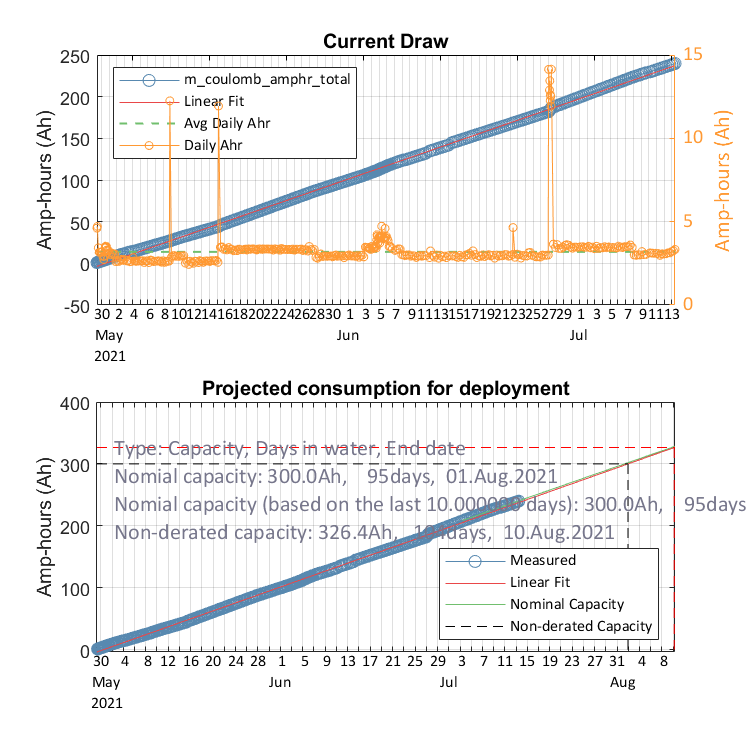 Current Draw
250
200
150
100
50
0
-50
Amp-hours (Ah)
15
10
5
0
Amp-hours (Ah)
m_coulomb_amphr_total
Linear Fit
Avg Daily Ahr
Daily Ahr
30 2 4 6 8 10 12 14 16 18 20 22 24 26 28 30 1 3 5 7 9 11 13 15 17 19 21 23 25 27 29 1 3 5 7 9 11 13
May Jun Jul
2021
Projected consumption for deployment
400
300
200
100
0
Amp-hours (Ah)
Type: Capacity, Days in water, End date
Nomial capacity: 300.0Ah, 95days, 01.Aug.2021
Nomial capacity (based on the last 10.000000 days): 300.0Ah, 95days
Non-derated capacity: 326.4Ah, 104days, 10.Aug.2021
Measured
Linear Fit
Nominal Capacity
Non-derated Capacity
30 4 8 12 16 20 24 28 1 5 9 13 17 21 25 29 3 7 11 15 19 23 27 31 4 8
May Jun Jul Aug
2021